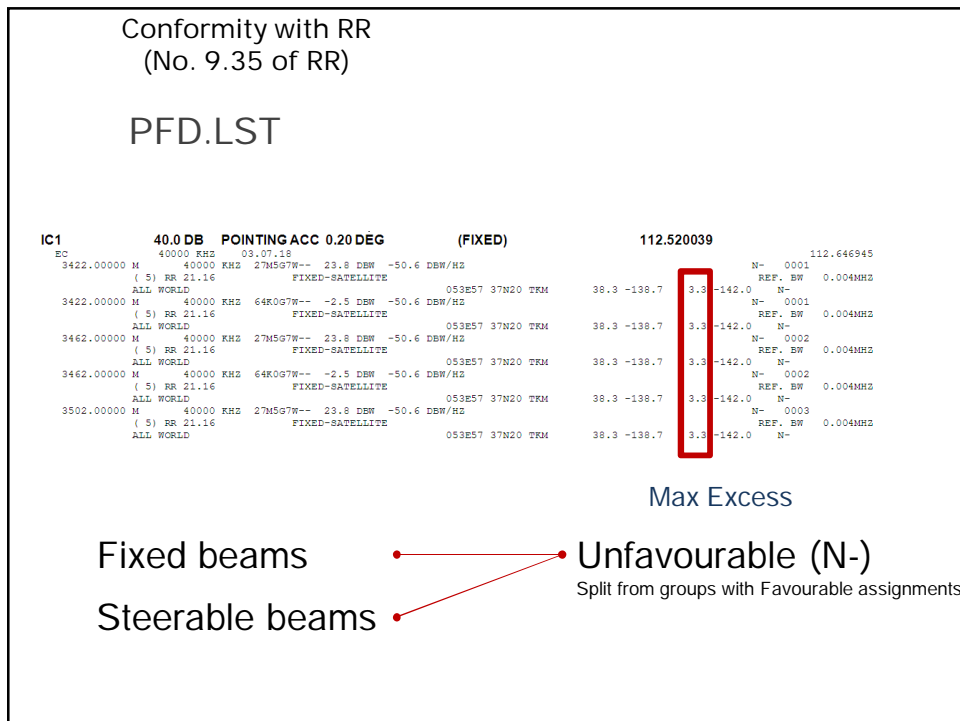 Conformity with RR
(No. 9.35 of RR)
PFD.LST
IC1 40.0 DB POINTING ACC 0.20 DEG (FIXED) 112.520039
EC 40000 KHZ 03.07.18 112.646945
3422.00000 M 40000 KHZ 27M5G7W-- 23.8 DBW -50.6 DBW/HZ N- 0001
( 5) RR 21.16 FIXED-SATELLITE REF. BW 0.004MHZ
ALL WORLD 053E57 37N20 TKM 38.3 -138.7 3.3 -142.0 N-
3422.00000 M 40000 KHZ 64K0G7W-- -2.5 DBW -50.6 DBW/HZ N- 0001
( 5) RR 21.16 FIXED-SATELLITE REF. BW 0.004MHZ
ALL WORLD 053E57 37N20 TKM 38.3 -138.7 3.3 -142.0 N-
3462.00000 M 40000 KHZ 27M5G7W-- 23.8 DBW -50.6 DBW/HZ N- 0002
( 5) RR 21.16 FIXED-SATELLITE REF. BW 0.004MHZ
ALL WORLD 053E57 37N20 TKM 38.3 -138.7 3.3 -142.0 N-
3462.00000 M 40000 KHZ 64K0G7W-- -2.5 DBW -50.6 DBW/HZ N- 0002
( 5) RR 21.16 FIXED-SATELLITE REF. BW 0.004MHZ
ALL WORLD 053E57 37N20 TKM 38.3 -138.7 3.3 -142.0 N-
3502.00000 M 40000 KHZ 27M5G7W-- 23.8 DBW -50.6 DBW/HZ N- 0003
( 5) RR 21.16 FIXED-SATELLITE REF. BW 0.004MHZ
ALL WORLD 053E57 37N20 TKM 38.3 -138.7 3.3 -142.0 N-
Max Excess
Fixed beams Unfavourable (N-)
Split from groups with Favourable assignments
Steerable beams